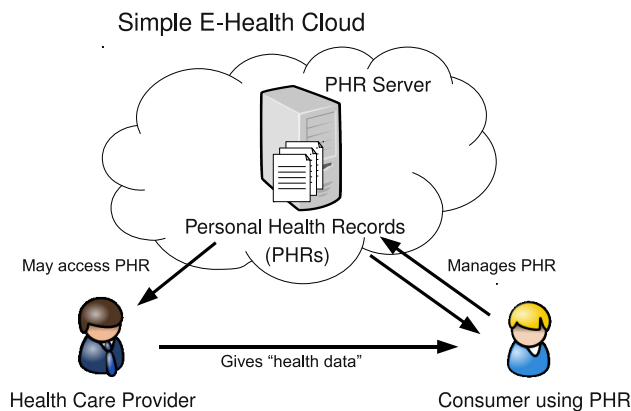 Simple E-Health Cloud
PHR Server
Personal Health Records
(PHRs)
May access PHR
Manages PHR
Gives “health data”
Health Care Provider
Consumer using PHR